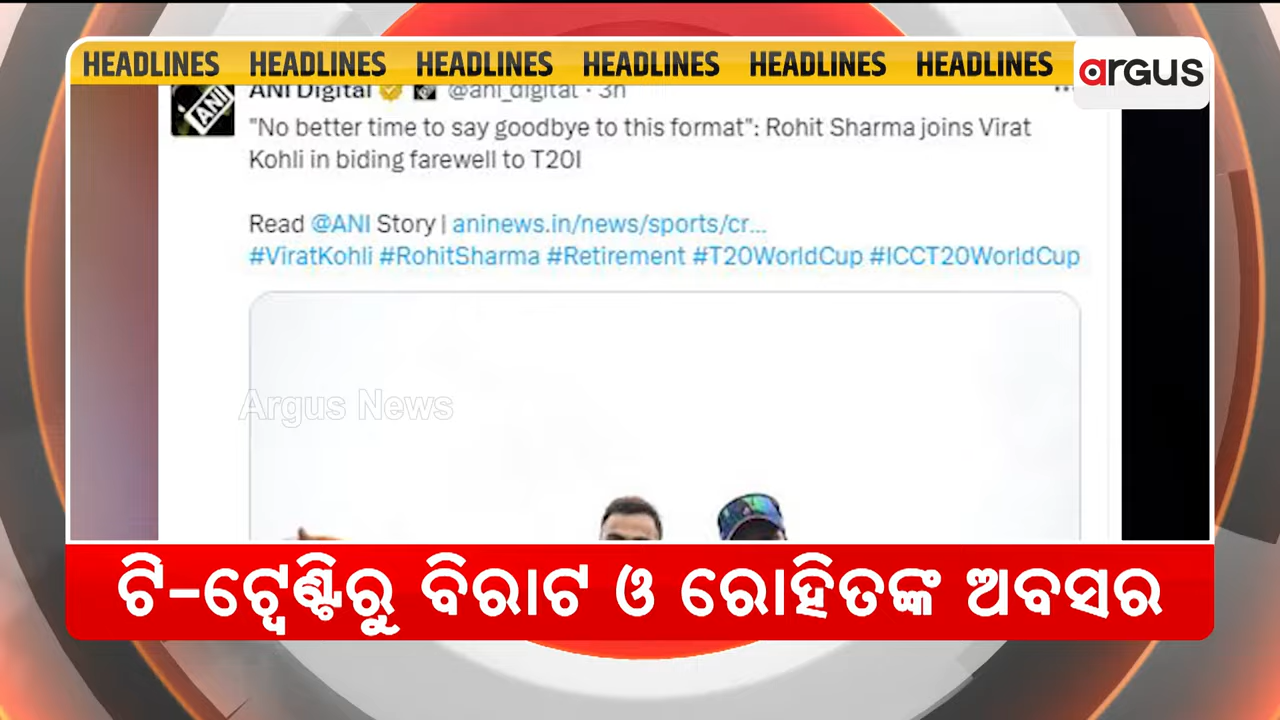 HEADLINES HEADLINES HEADLINES HEADLINES HEADLINES HEADLINES
argus
ANI
ANI Digital @ani_digital · 3h
"No better time to say goodbye to this format": Rohit Sharma joins Virat
Kohli in biding farewell to T20I
Read @ANI Story | aninews.in/news/sports/cr...
#ViratKohli #RohitSharma #Retirement #T20WorldCup #ICCT20WorldCup
Argus News
ଟି-ଟ୍ୱେଣ୍ଟିରୁ ବିରାଟ ଓ ରୋହିତଙ୍କ ଅବସର